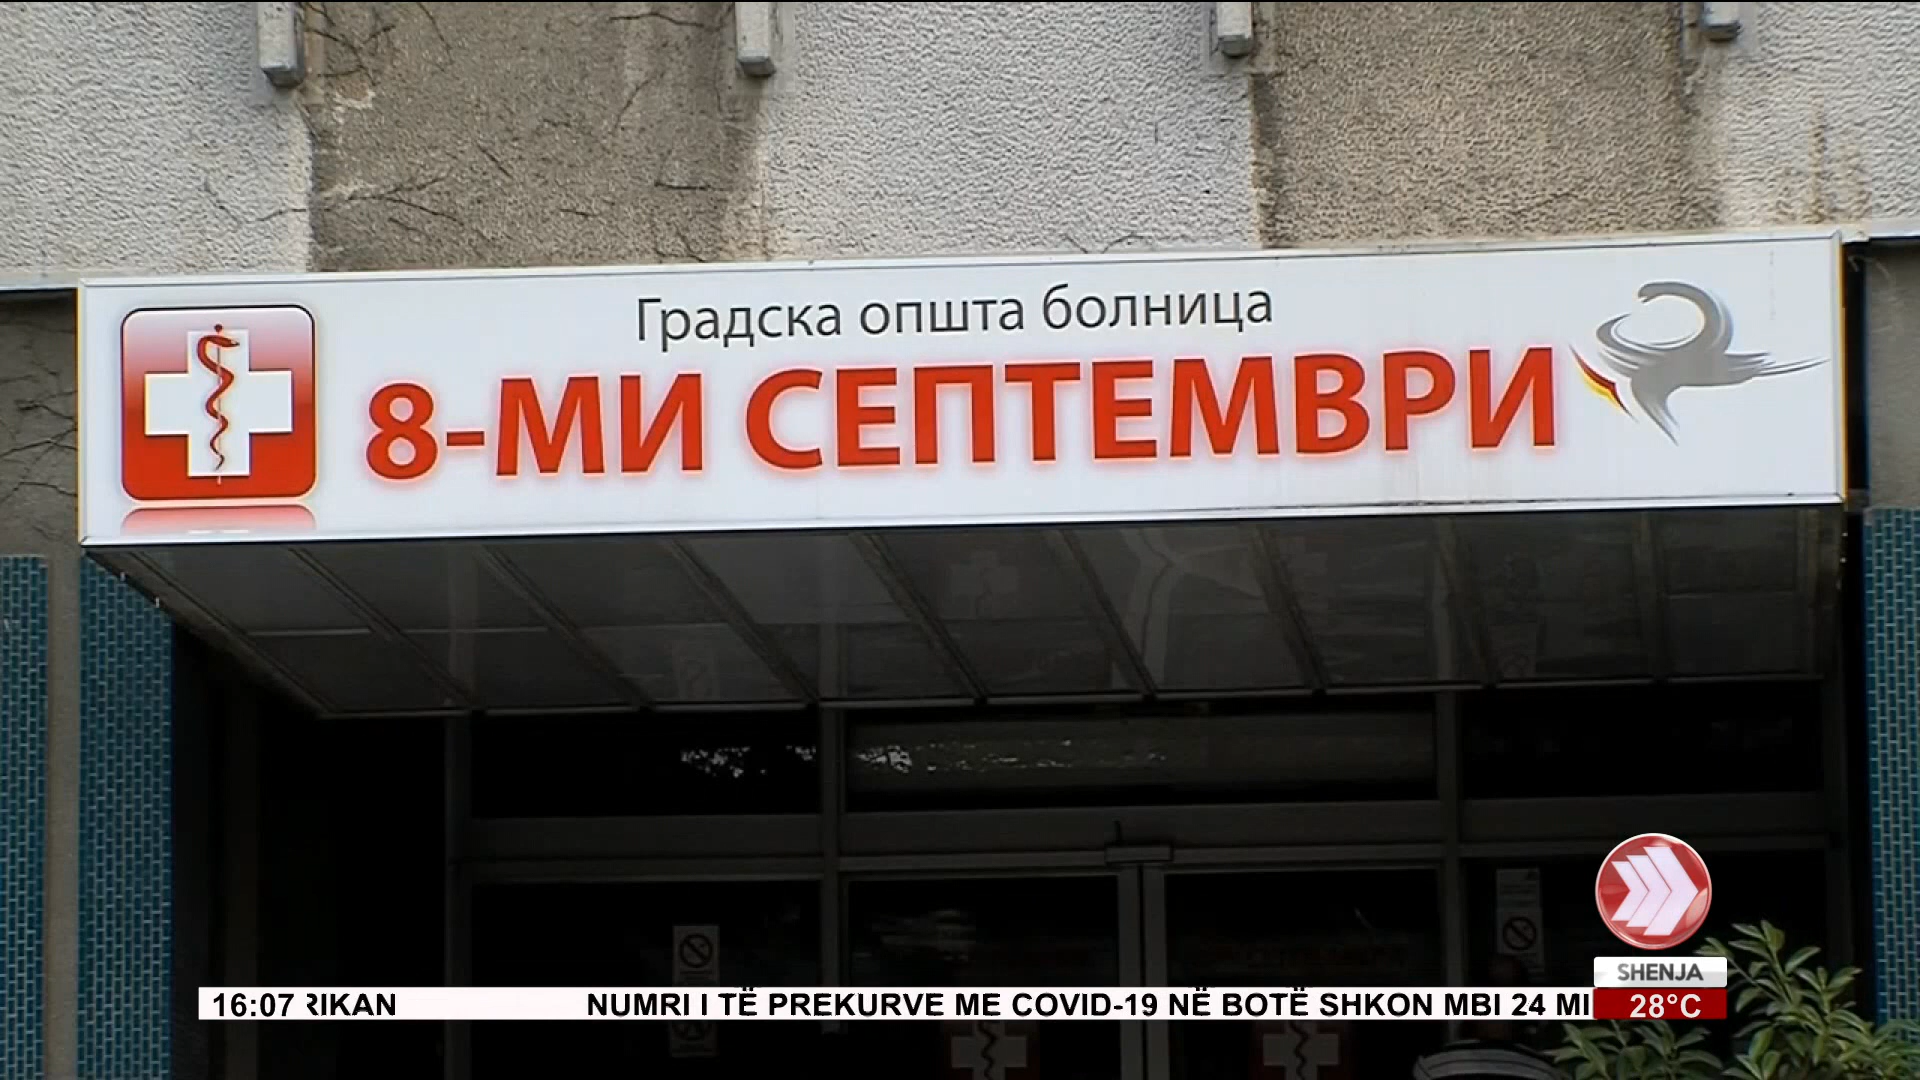 Градска општа болница
8-МИ СЕПТЕМВРИ
SHENJA
16:07 RIKAN NUMRI I TË PREKURVE ME COVID-19 NË BOTË SHKON MBI 24 MI
28°C